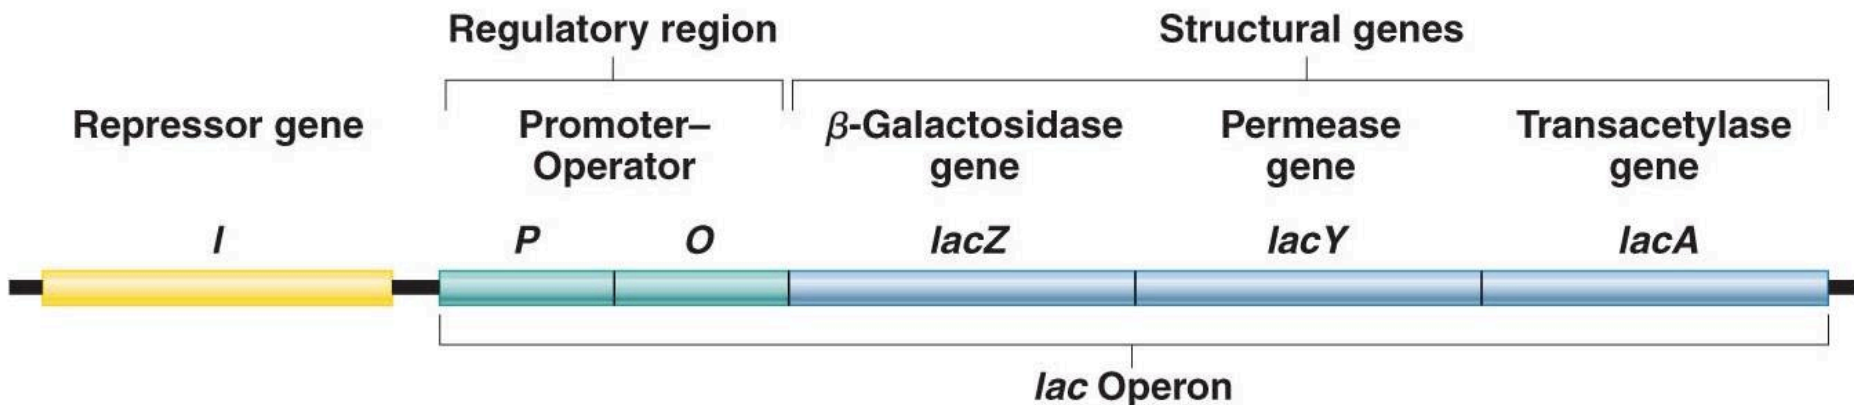 Regulatory region
Structural genes
Repressor gene
Promoter–
Operator
β-Galactosidase
gene
Permease
gene
Transacetylase
gene
I
P
O
lacZ
lacY
lacA
lac Operon